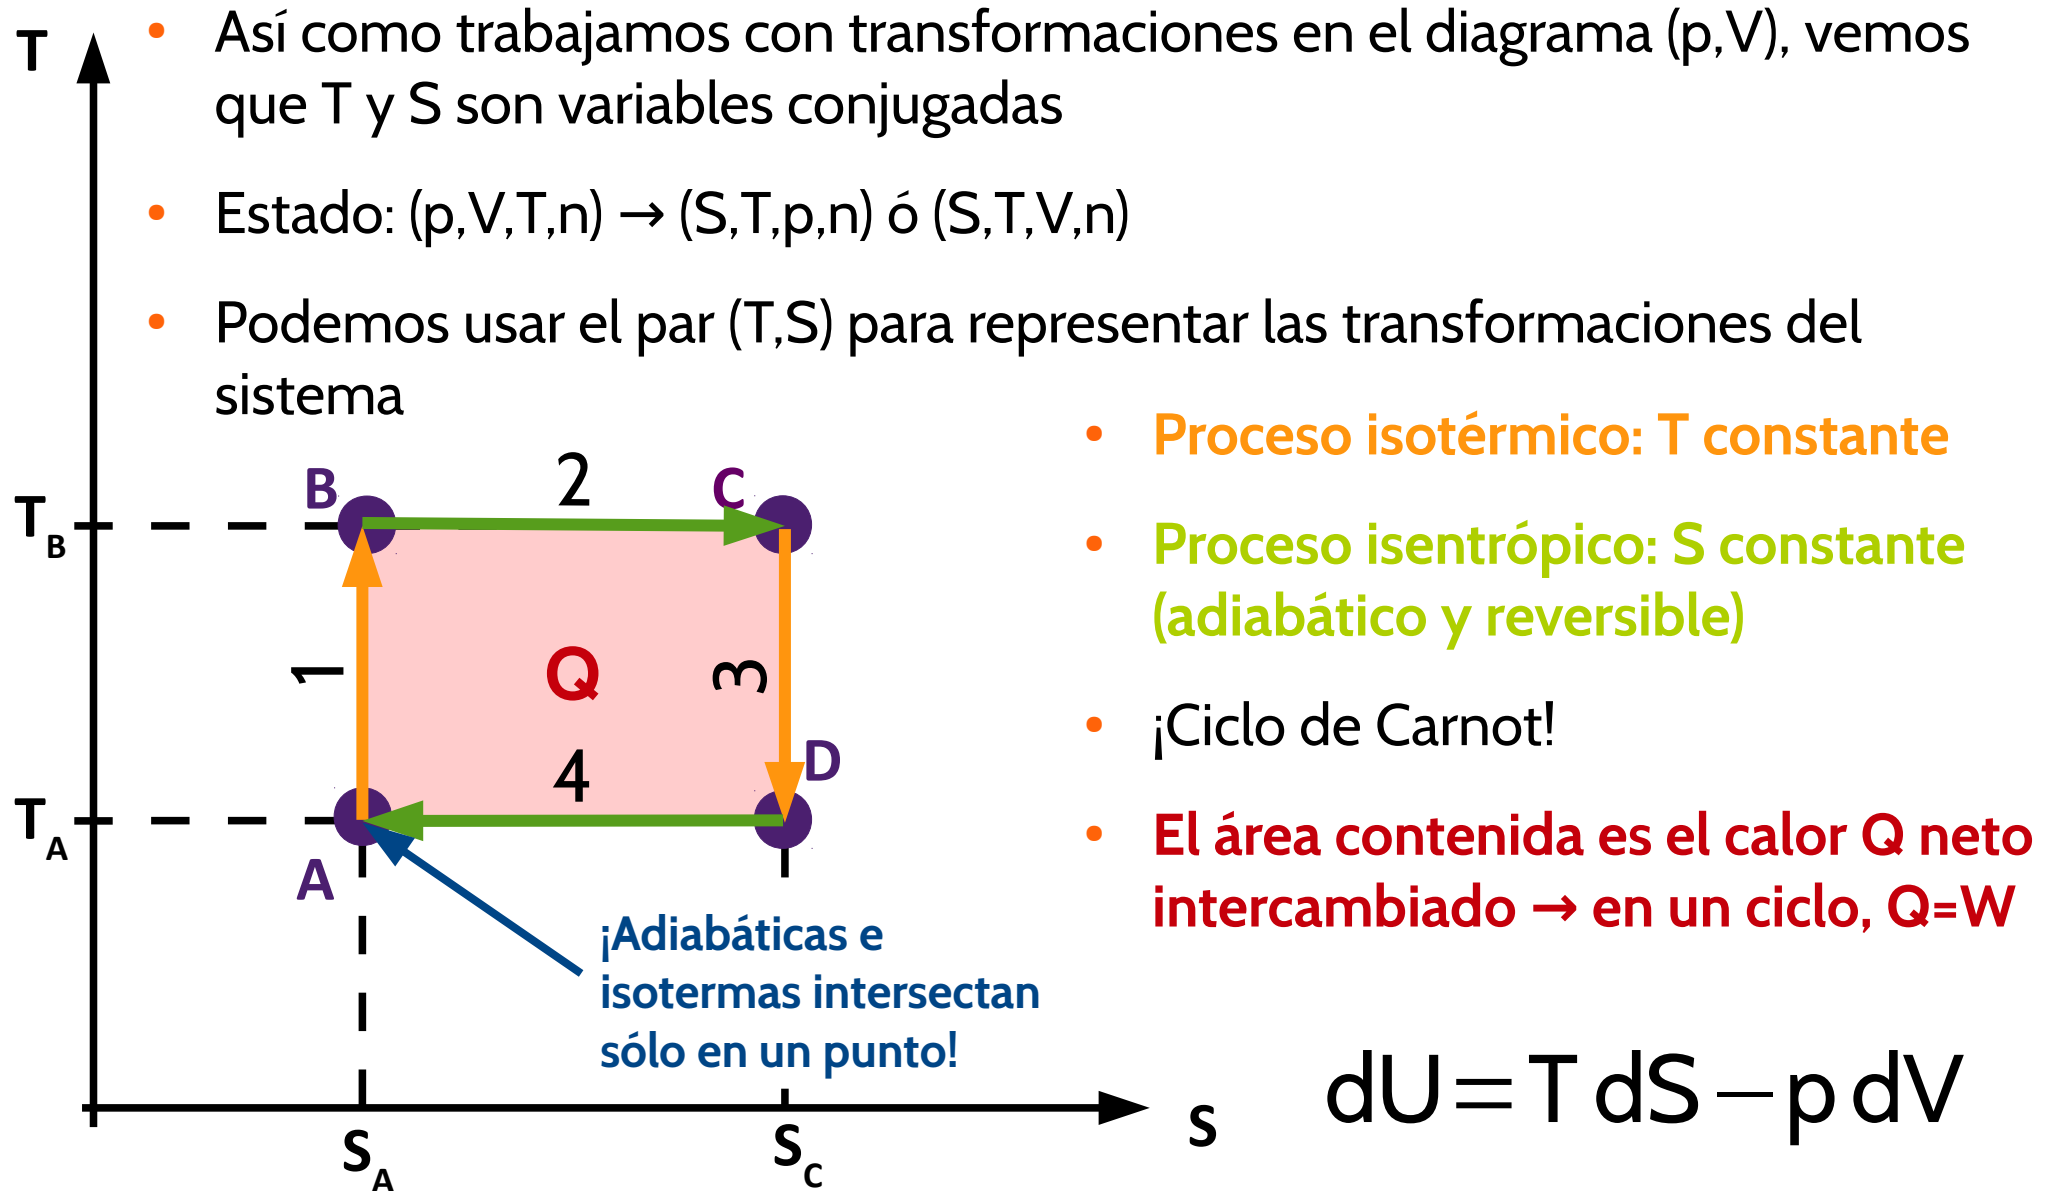 • Así como trabajamos con transformaciones en el diagrama (p,V), vemos
que T y S son variables conjugadas
• Estado: (p,V,T,n) → (S,T,p,n) ó (S,T,V,n)
• Podemos usar el par (T,S) para representar las transformaciones del
sistema
• Proceso isotérmico: T constante
• Proceso isentrópico: S constante
(adiabático y reversible)
• ¡Ciclo de Carnot!
• El área contenida es el calor Q neto
intercambiado → en un ciclo, Q=W
T
B
2
C
T_B
1
Q
3
4
D
T_A
A
¡Adiabáticas e
isotermas intersectan
sólo en un punto!
S
S_A
S_C
dU=T dS−p dV